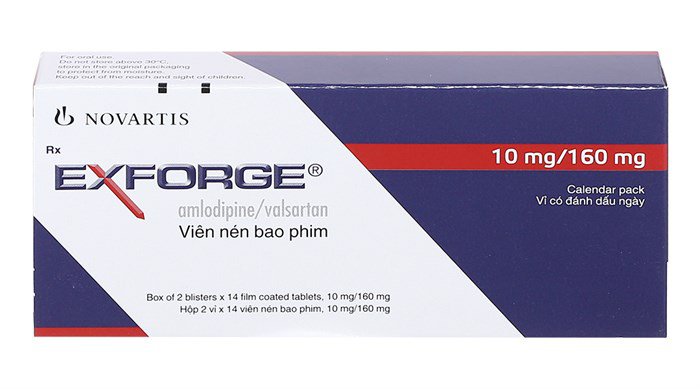 For oral use.
Do not store above 30°C,
store in the original packaging
to protect from moisture.
Keep out of the reach and sight of children.
NOVARTIS
Rx
EXFORGE®
amlodipine/valsartan
Viên nén bao phim
10 mg/160 mg
Calendar pack
Vỉ có đánh dấu ngày
Box of 2 blisters x 14 film coated tablets, 10 mg/160 mg
Hộp 2 vỉ x 14 viên nén bao phim, 10 mg/160 mg